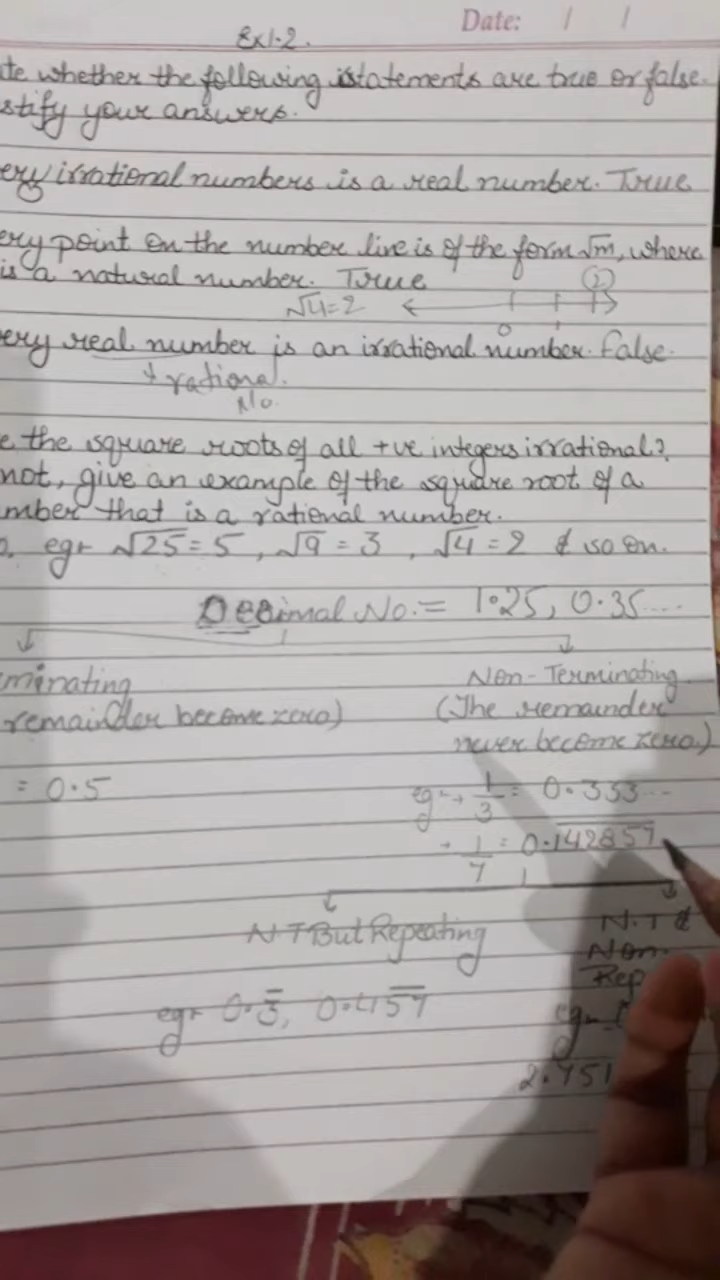 Date: / /
Ex1.2.
te whether the following statements are true or false.
stify your answers.
ery irrational numbers is a real number. True
ery point on the number line is of the form √m, where
is a natural number. True
√4=2 0 1 2
ery real number is an irrational number. False.
rational
No.
e the square roots of all +ve integers irrational?
not, give an example of the square root of a
mber that is a rational number.
o. eg √25 = 5, √9 = 3, √4 = 2 & so on.
Decimal No. = 1.25, 0.35....
minating Non-Terminating
remainder become zero) (The remainder
never become zero.)
= 0.5 eg → 1/3 = 0.333...
1/7 = 0.142857
N.T But Repeating N.T &
Non-
Rep
eg 0.3̅, 0.45̅7̅ eg
2.451